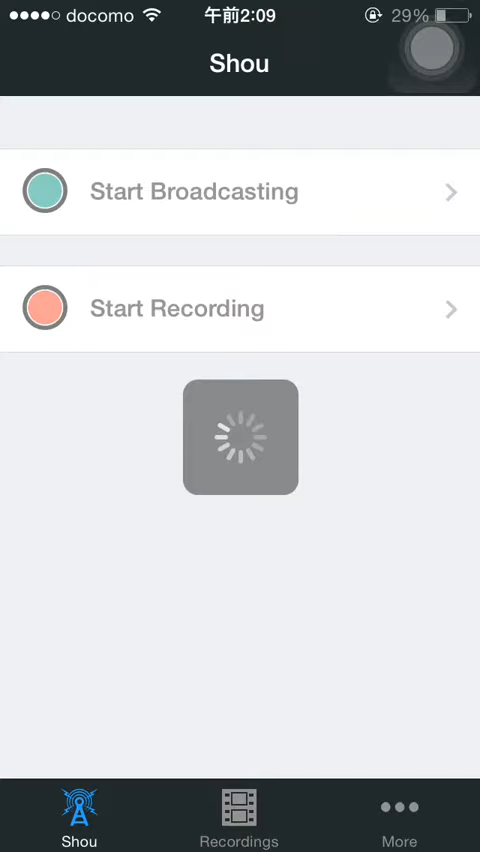 docomo 午前2:09 29%
Shou
Start Broadcasting
Start Recording
Shou Recordings More